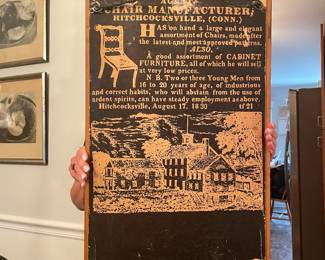 AGENT,
CHAIR MANUFACTURER,
HITCHCOCKSVILLE, (CONN.)
HAS on hand a large and elegant
assortment of Chairs, made after
the latest and most approved patterns.
ALSO,
A good assortment of CABINET
FURNITURE, all of which he will sell
at very low prices.
N. B. Two or three Young Men from
16 to 20 years of age, of industrious
and correct habits, who will abstain from the use of
ardent spirits, can have steady employment as above.
Hitchcocksville, August 17, 1830 tf 21